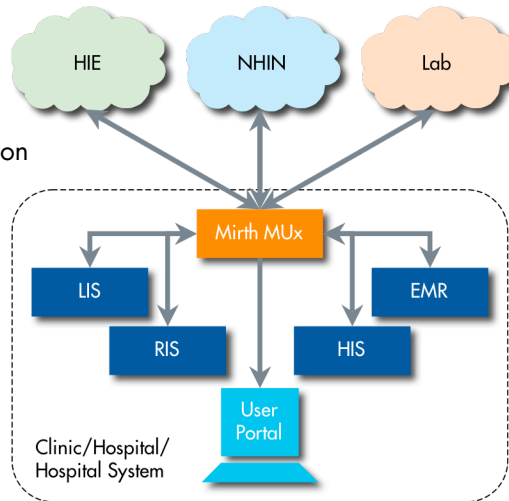 HIE
NHIN
Lab
on
Mirth MUx
LIS
EMR
RIS
HIS
User
Portal
Clinic/Hospital/
Hospital System